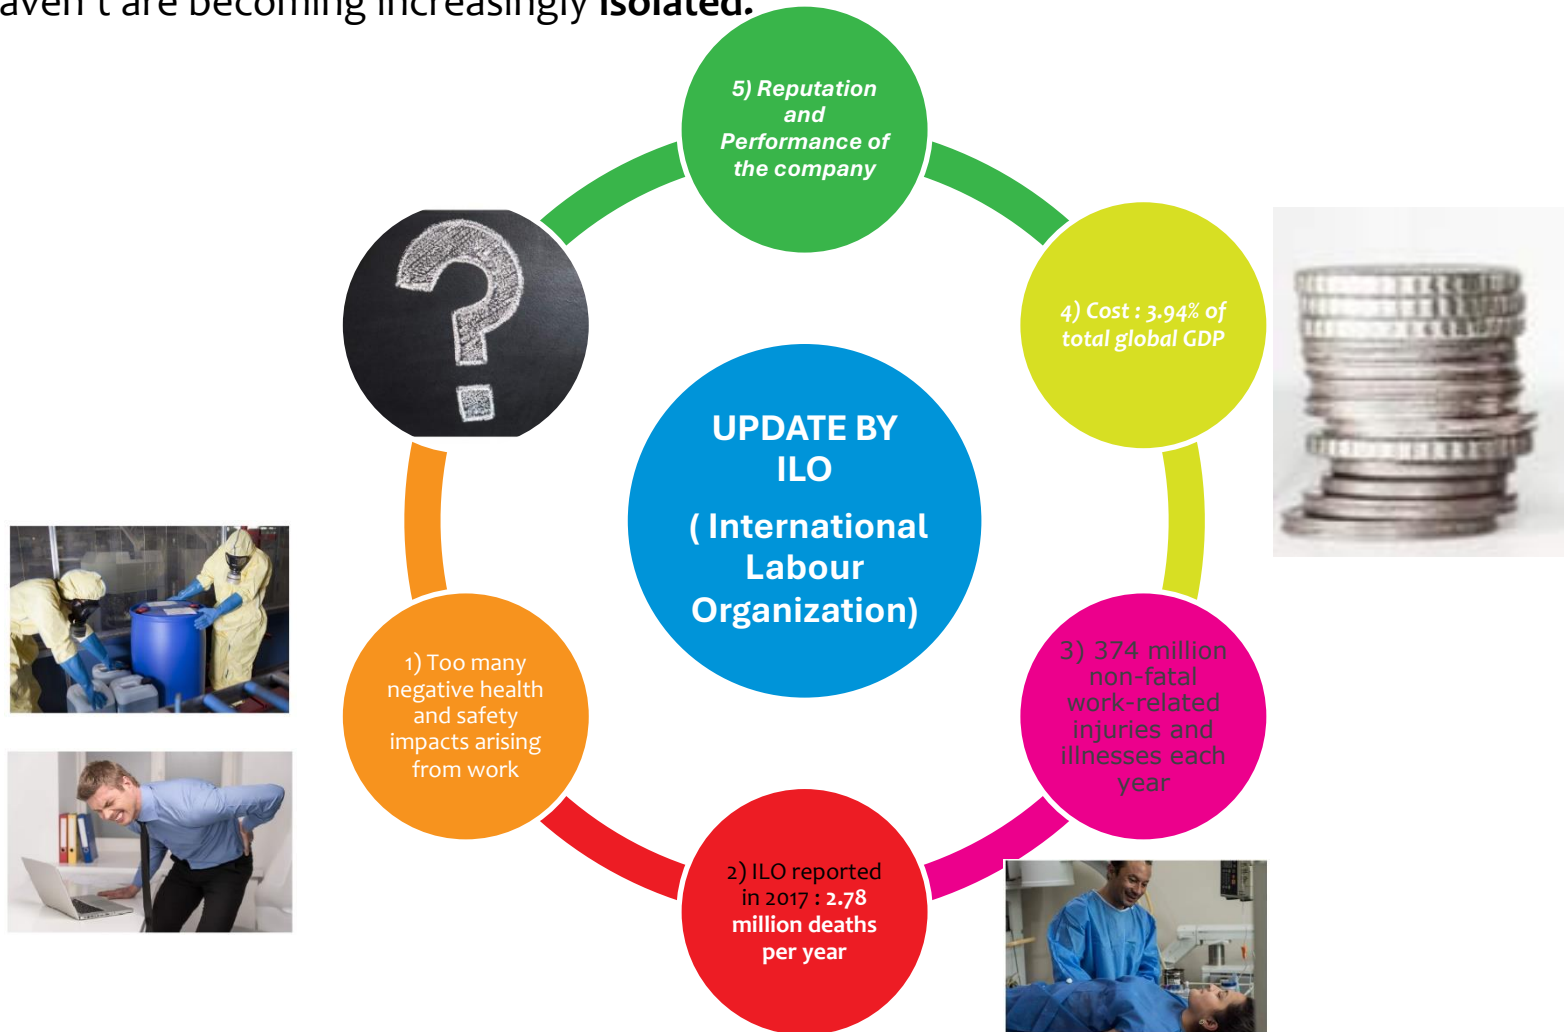 aven't are becoming increasingly isolated.
5) Reputation
and
Performance of
the company
4) Cost : 3.94% of
total global GDP
UPDATE BY
ILO
( International
Labour
Organization)
1) Too many
negative health
and safety
impacts arising
from work
3) 374 million
non-fatal
work-related
injuries and
illnesses each
year
2) ILO reported
in 2017 : 2.78
million deaths
per year
?